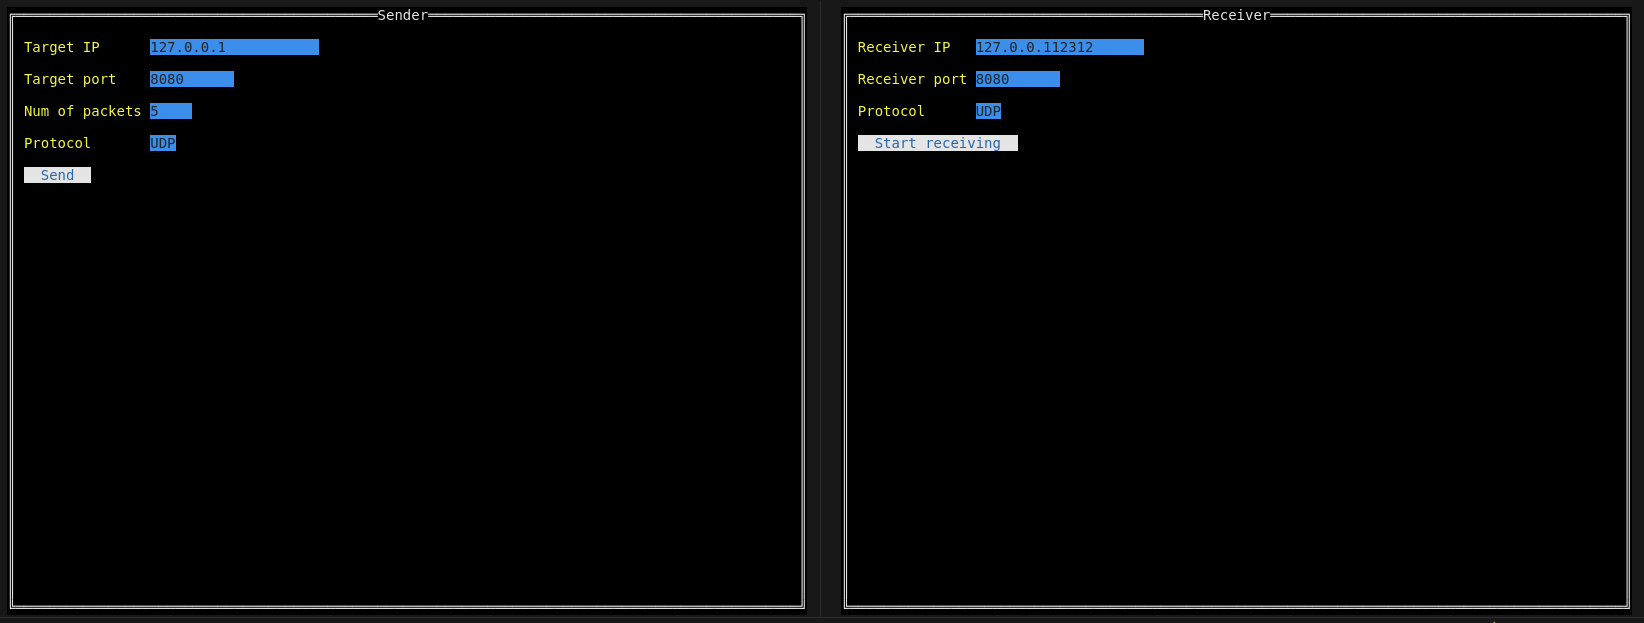 Sender
Target IP 127.0.0.1
Target port 8080
Num of packets 5
Protocol UDP
Send
Receiver
Receiver IP 127.0.0.112312
Receiver port 8080
Protocol UDP
Start receiving